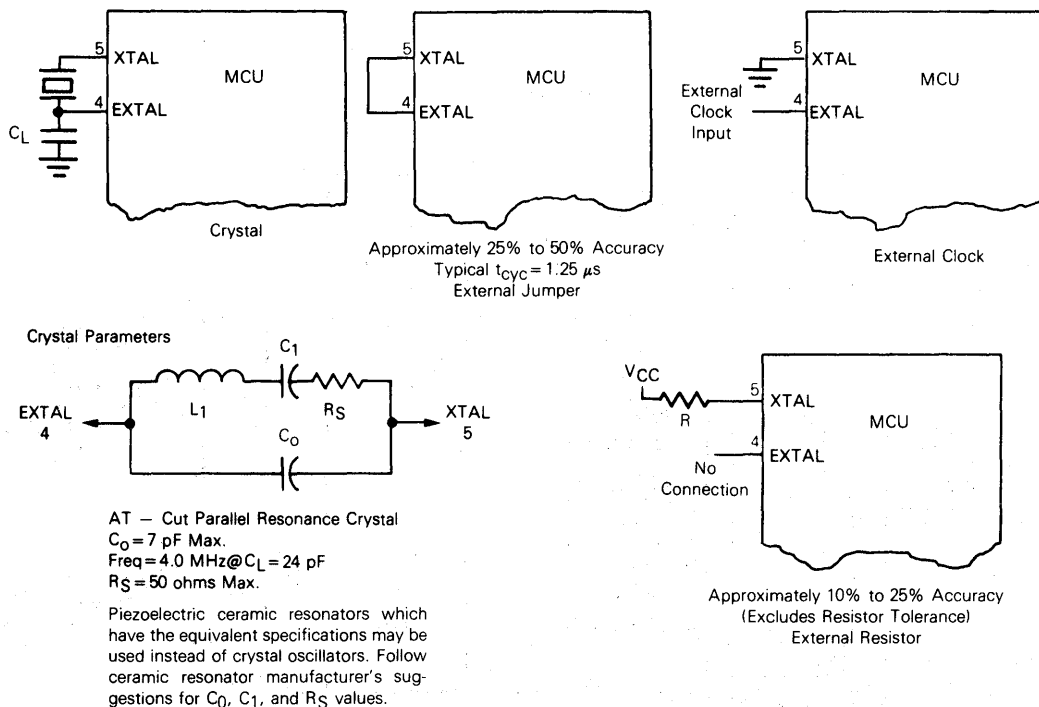 5
XTAL
MCU
4
EXTAL
CL
Crystal
5
XTAL
MCU
4
EXTAL
Approximately 25% to 50% Accuracy
Typical tcyc = 1.25 μs
External Jumper
5
XTAL
MCU
External
Clock
Input
4
EXTAL
External Clock
Crystal Parameters
C1
L1
RS
EXTAL
4
XTAL
5
Co
AT – Cut Parallel Resonance Crystal
Co = 7 pF Max.
Freq = 4.0 MHz @ CL = 24 pF
RS = 50 ohms Max.
Piezoelectric ceramic resonators which
have the equivalent specifications may be
used instead of crystal oscillators. Follow
ceramic resonator manufacturer's sug-
gestions for C0, C1, and RS values.
VCC
R
5
XTAL
MCU
4
EXTAL
No
Connection
Approximately 10% to 25% Accuracy
(Excludes Resistor Tolerance)
External Resistor